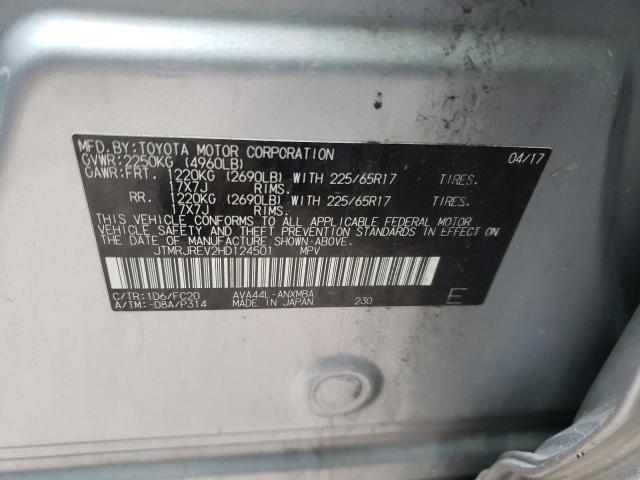 MFD. BY: TOYOTA MOTOR CORPORATION 04/17
GVWR: 2250KG (4960LB)
GAWR: FRT. 1220KG (2690LB) WITH 225/65R17 TIRES.
17X7J RIMS.
RR. 1220KG (2690LB) WITH 225/65R17 TIRES.
17X7J RIMS.
THIS VEHICLE CONFORMS TO ALL APPLICABLE FEDERAL MOTOR
VEHICLE SAFETY AND THEFT PREVENTION STANDARDS IN EFFECT
ON THE DATE OF MANUFACTURE SHOWN ABOVE.
JTMRJREV2HD124501 MPV
C/TR: 1D6/FC20 AVA44L-ANXMBA E
A/TM: -08A/P314 MADE IN JAPAN 230